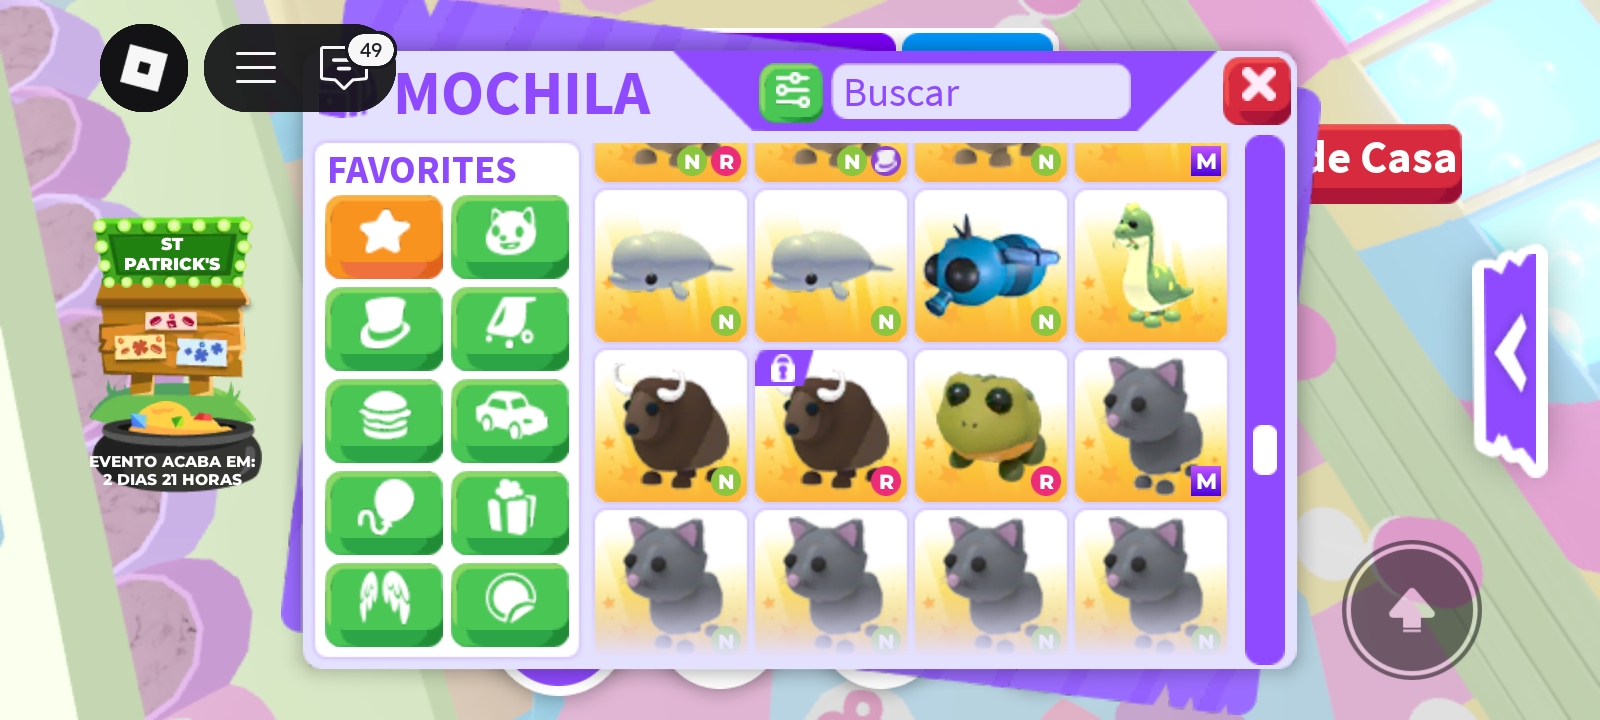 49
MOCHILA
Buscar
FAVORITES
N R
N
N
M
de Casa
ST
PATRICK'S
N
N
N
N
R
R
M
EVENTO ACABA EM:
2 DIAS 21 HORAS
N
N
N
N